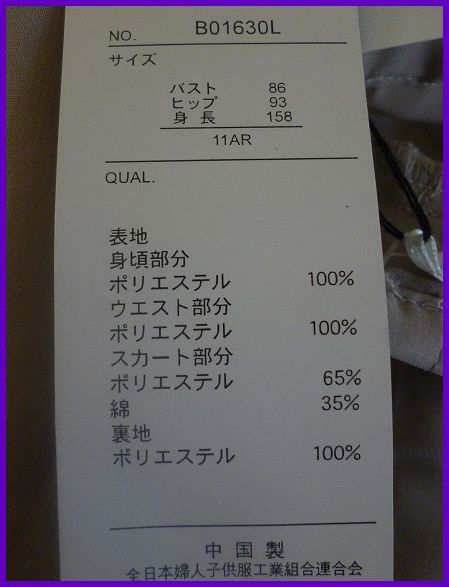 NO. B01630L
サイズ
バスト 86
ヒップ 93
身長 158
11AR
QUAL.
表地
身頃部分
ポリエステル 100%
ウエスト部分
ポリエステル 100%
スカート部分
ポリエステル 65%
綿 35%
裏地
ポリエステル 100%
中国製
全日本婦人子供服工業組合連合会